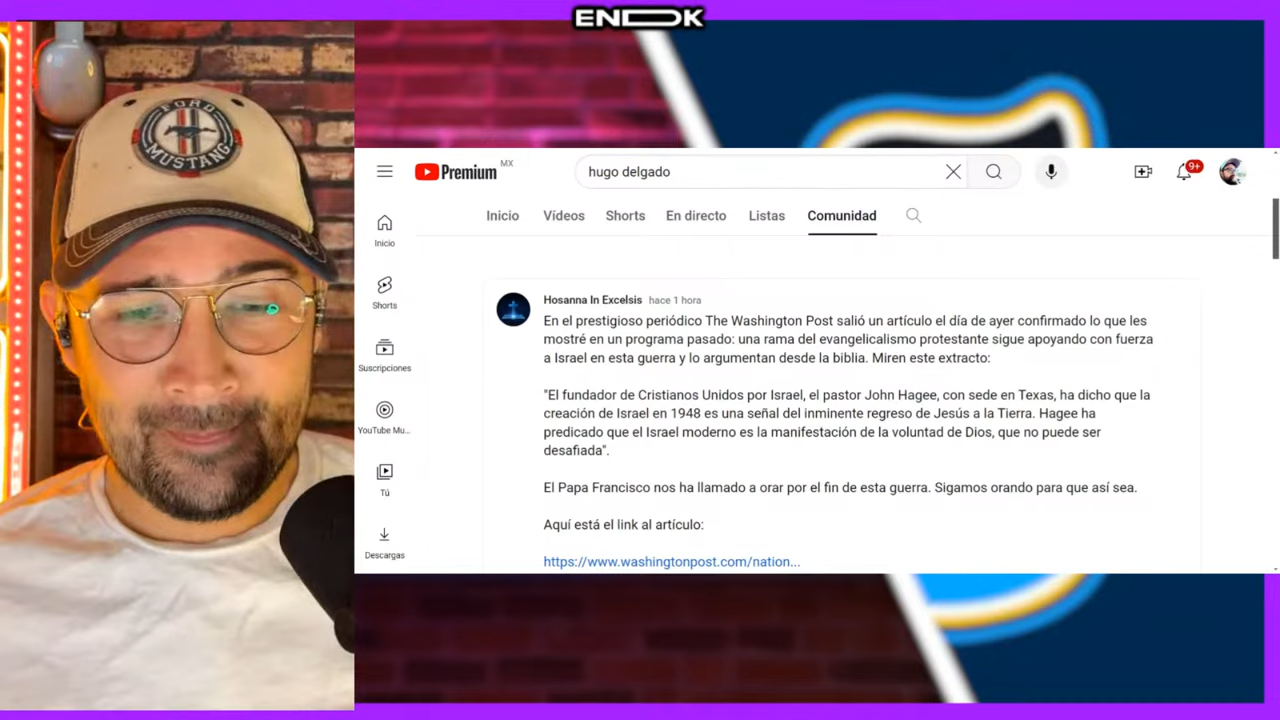 ENDK
FORD
MUSTANG
Premium MX
hugo delgado
9+
Inicio Vídeos Shorts En directo Listas Comunidad
Inicio
Shorts
Suscripciones
YouTube Mu...
Tú
Descargas
Hosanna In Excelsis hace 1 hora
En el prestigioso periódico The Washington Post salió un artículo el día de ayer confirmado lo que les
mostré en un programa pasado: una rama del evangelicalismo protestante sigue apoyando con fuerza
a Israel en esta guerra y lo argumentan desde la biblia. Miren este extracto:
"El fundador de Cristianos Unidos por Israel, el pastor John Hagee, con sede en Texas, ha dicho que la
creación de Israel en 1948 es una señal del inminente regreso de Jesús a la Tierra. Hagee ha
predicado que el Israel moderno es la manifestación de la voluntad de Dios, que no puede ser
desafiada".
El Papa Francisco nos ha llamado a orar por el fin de esta guerra. Sigamos orando para que así sea.
Aquí está el link al artículo:
https://www.washingtonpost.com/nation...